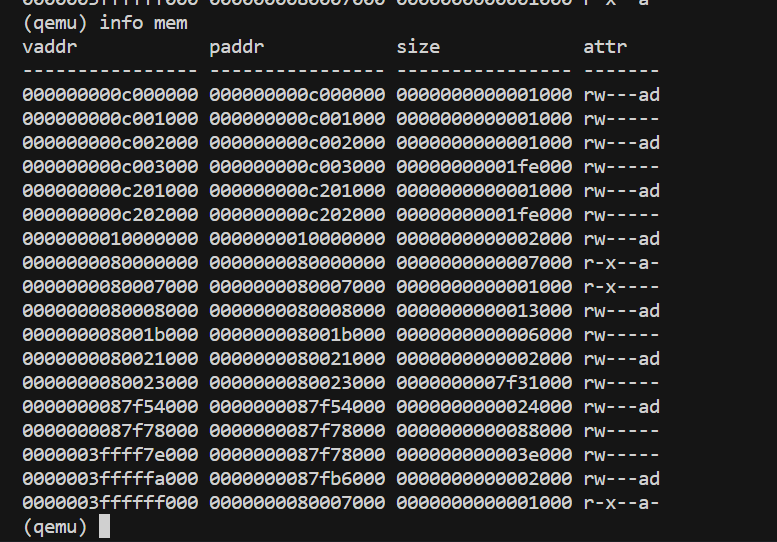 0000003ffffff000 0000000080007000 0000000000001000 r-x--a-
(qemu) info mem
vaddr            paddr            size             attr
---------------- ---------------- ---------------- -------
000000000c000000 000000000c000000 0000000000001000 rw---ad
000000000c001000 000000000c001000 0000000000001000 rw-----
000000000c002000 000000000c002000 0000000000001000 rw---ad
000000000c003000 000000000c003000 00000000001fe000 rw-----
000000000c201000 000000000c201000 0000000000001000 rw---ad
000000000c202000 000000000c202000 00000000001fe000 rw-----
0000000010000000 0000000010000000 0000000000002000 rw---ad
0000000080000000 0000000080000000 0000000000007000 r-x--a-
0000000080007000 0000000080007000 0000000000001000 r-x----
0000000080008000 0000000080008000 0000000000013000 rw---ad
000000008001b000 000000008001b000 0000000000006000 rw-----
0000000080021000 0000000080021000 0000000000002000 rw---ad
0000000080023000 0000000080023000 0000000007f31000 rw-----
0000000087f54000 0000000087f54000 0000000000024000 rw---ad
0000000087f78000 0000000087f78000 0000000000088000 rw-----
0000003ffff7e000 0000000087f78000 000000000003e000 rw-----
0000003fffffa000 0000000087fb6000 0000000000002000 rw---ad
0000003ffffff000 0000000080007000 0000000000001000 r-x--a-
(qemu)